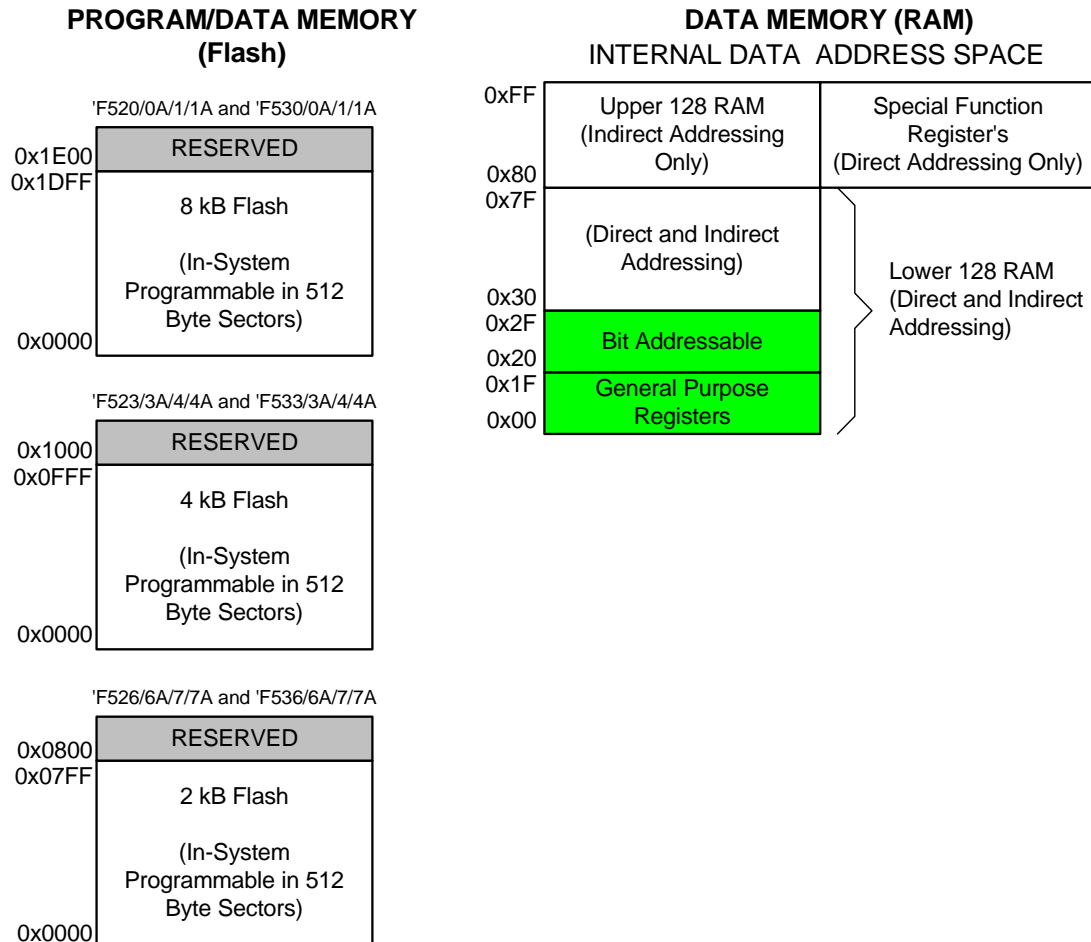 PROGRAM/DATA MEMORY
(Flash)
'F520/0A/1/1A and 'F530/0A/1/1A
RESERVED
0x1E00
0x1DFF
8 kB Flash
(In-System
Programmable in 512
Byte Sectors)
0x0000
'F523/3A/4/4A and 'F533/3A/4/4A
RESERVED
0x1000
0x0FFF
4 kB Flash
(In-System
Programmable in 512
Byte Sectors)
0x0000
'F526/6A/7/7A and 'F536/6A/7/7A
RESERVED
0x0800
0x07FF
2 kB Flash
(In-System
Programmable in 512
Byte Sectors)
0x0000
DATA MEMORY (RAM)
INTERNAL DATA ADDRESS SPACE
0xFF
Upper 128 RAM
(Indirect Addressing
Only)
0x80
Special Function
Register's
(Direct Addressing Only)
0x7F
(Direct and Indirect
Addressing)
0x30
0x2F
Bit Addressable
0x20
0x1F
General Purpose
Registers
0x00
Lower 128 RAM
(Direct and Indirect
Addressing)